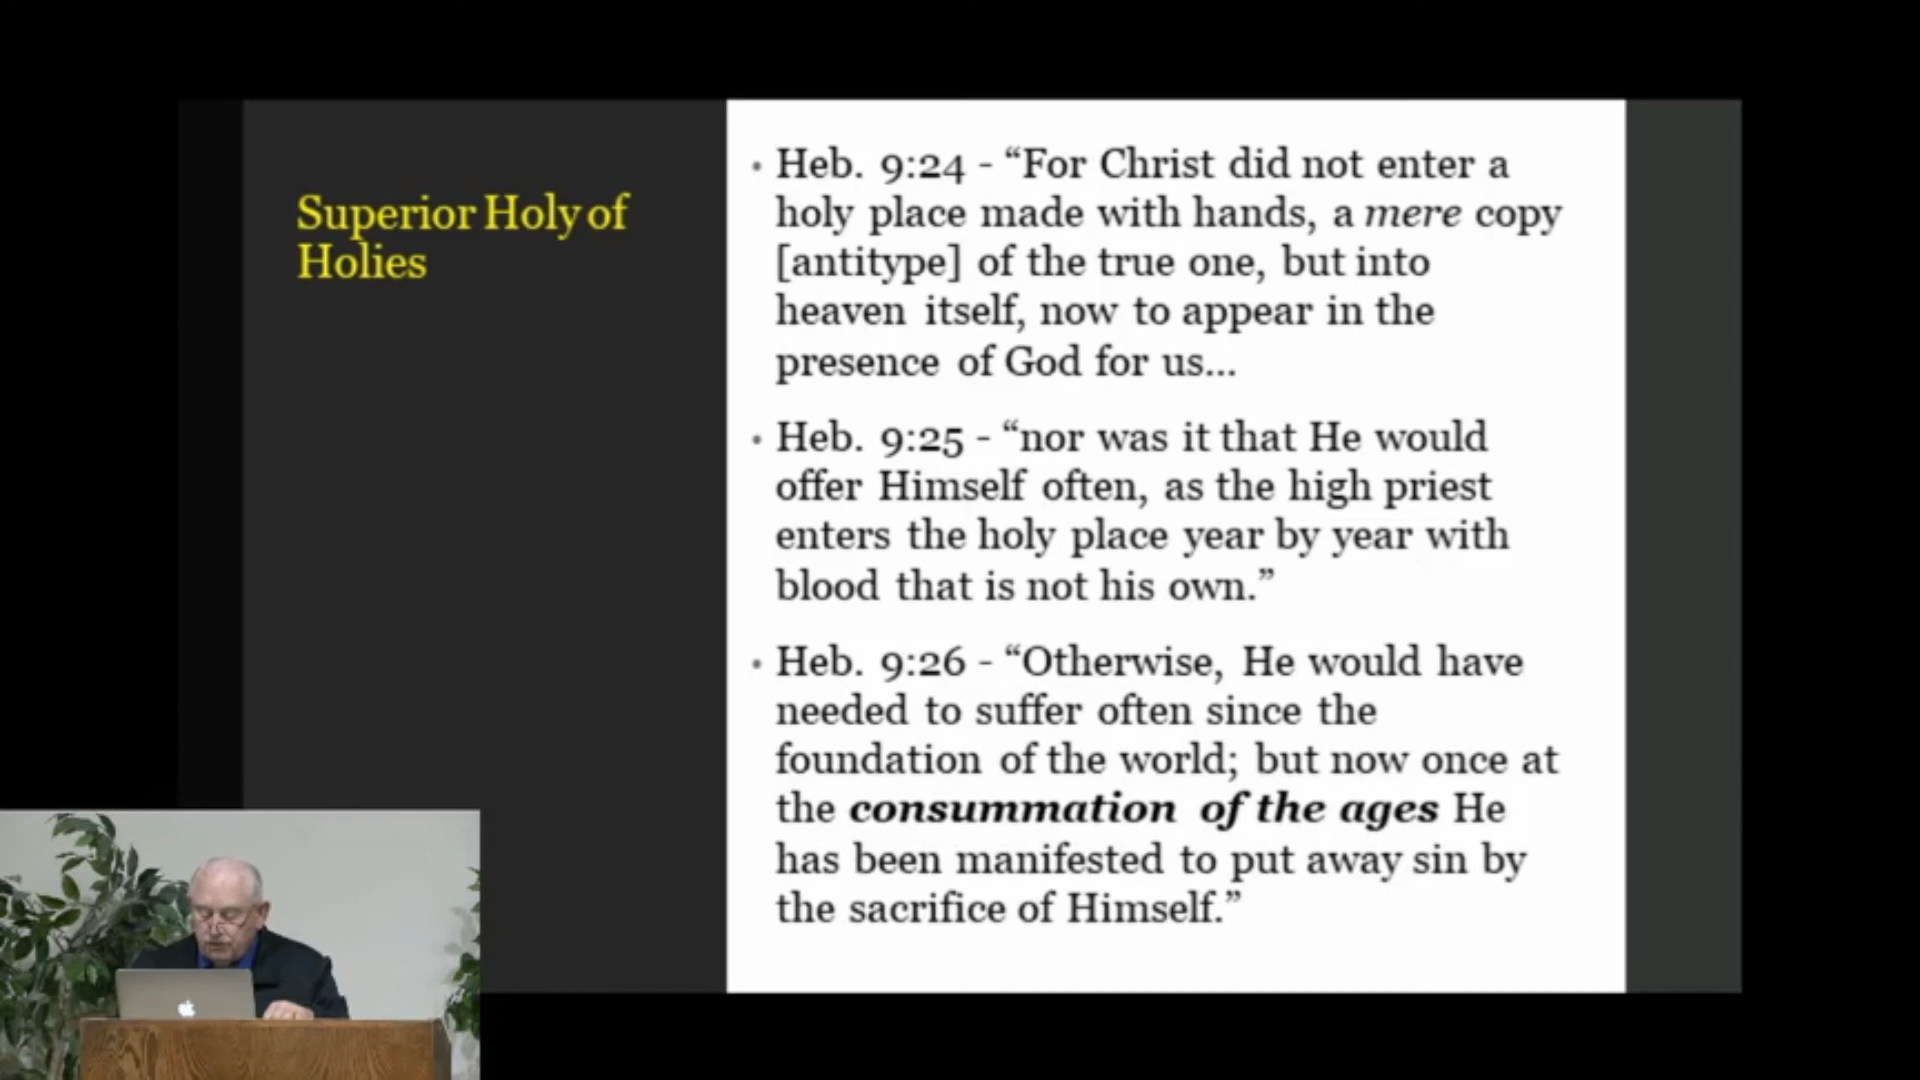 Superior Holy of
Holies
• Heb. 9:24 - “For Christ did not enter a
holy place made with hands, a mere copy
[antitype] of the true one, but into
heaven itself, now to appear in the
presence of God for us...
• Heb. 9:25 - “nor was it that He would
offer Himself often, as the high priest
enters the holy place year by year with
blood that is not his own.”
• Heb. 9:26 - “Otherwise, He would have
needed to suffer often since the
foundation of the world; but now once at
the consummation of the ages He
has been manifested to put away sin by
the sacrifice of Himself.”